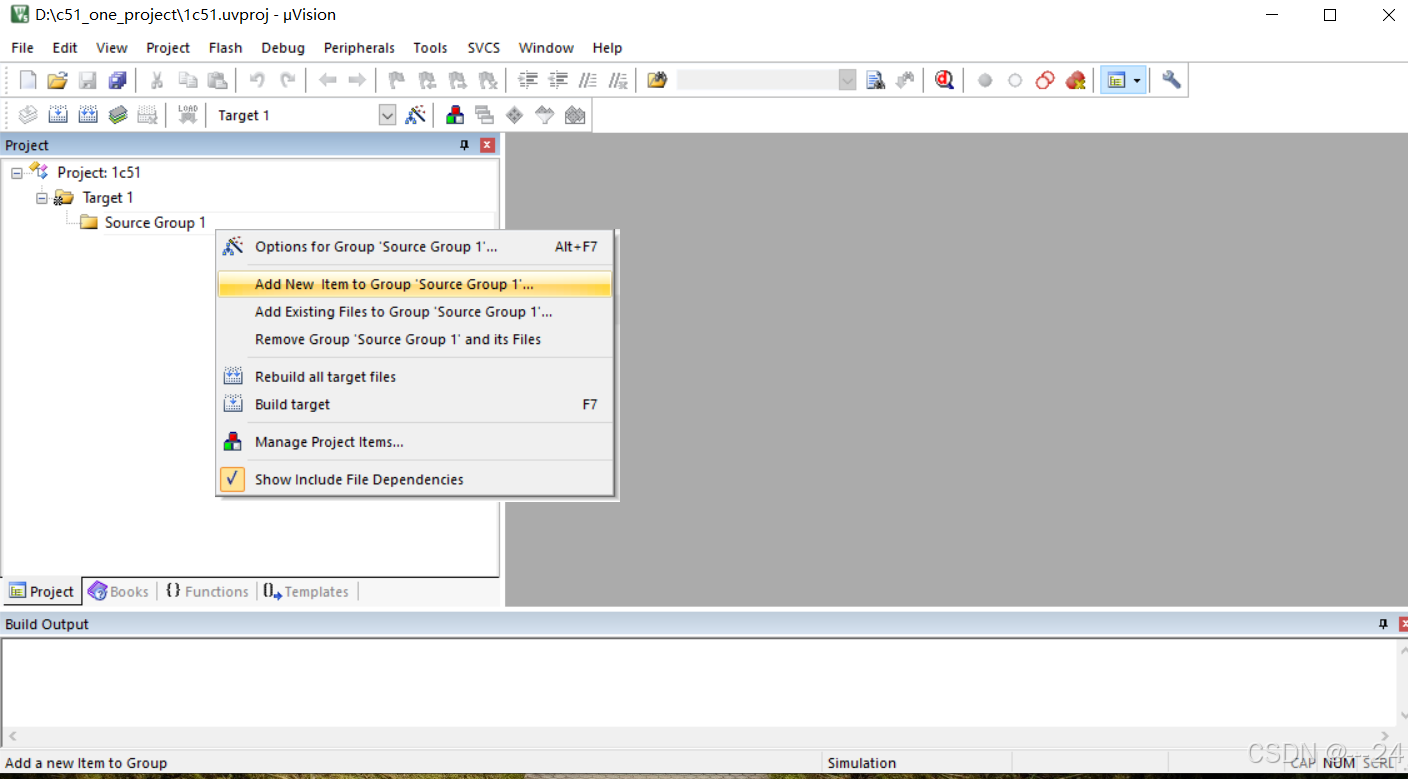 D:\c51_one_project\1c51.uvproj - µVision
File Edit View Project Flash Debug Peripherals Tools SVCS Window Help
LOAD Target 1
Project
Project: 1c51
Target 1
Source Group 1
Options for Group 'Source Group 1'... Alt+F7
Add New  Item to Group 'Source Group 1'...
Add Existing Files to Group 'Source Group 1'...
Remove Group 'Source Group 1' and its Files
Rebuild all target files
Build target F7
Manage Project Items...
Show Include File Dependencies
Project Books {} Functions Templates
Build Output
Add a new Item to Group Simulation CAP NUM SCRL